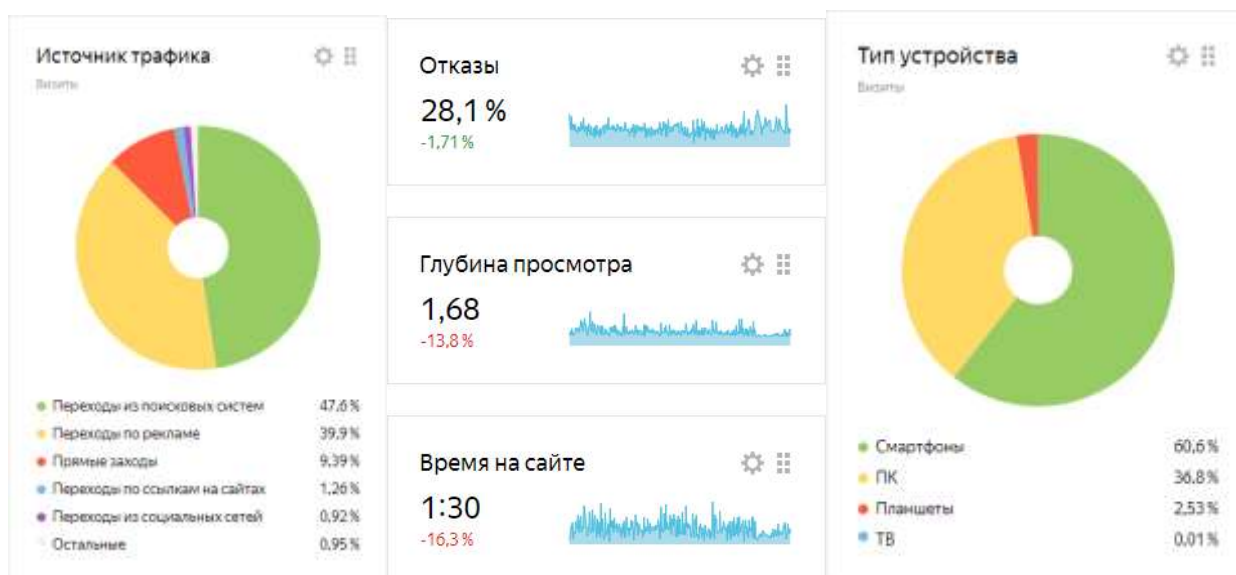 Источник трафика
Визиты
Переходы из поисковых систем 47,6 %
Переходы по рекламе 39,9 %
Прямые заходы 9,39 %
Переходы по ссылкам на сайтах 1,26 %
Переходы из социальных сетей 0,92 %
Остальные 0,95 %
Отказы
28,1 %
-1,71 %
Глубина просмотра
1,68
-13,8 %
Время на сайте
1:30
-16,3 %
Тип устройства
Визиты
Смартфоны 60,6 %
ПК 36,8 %
Планшеты 2,53 %
ТВ 0,01 %